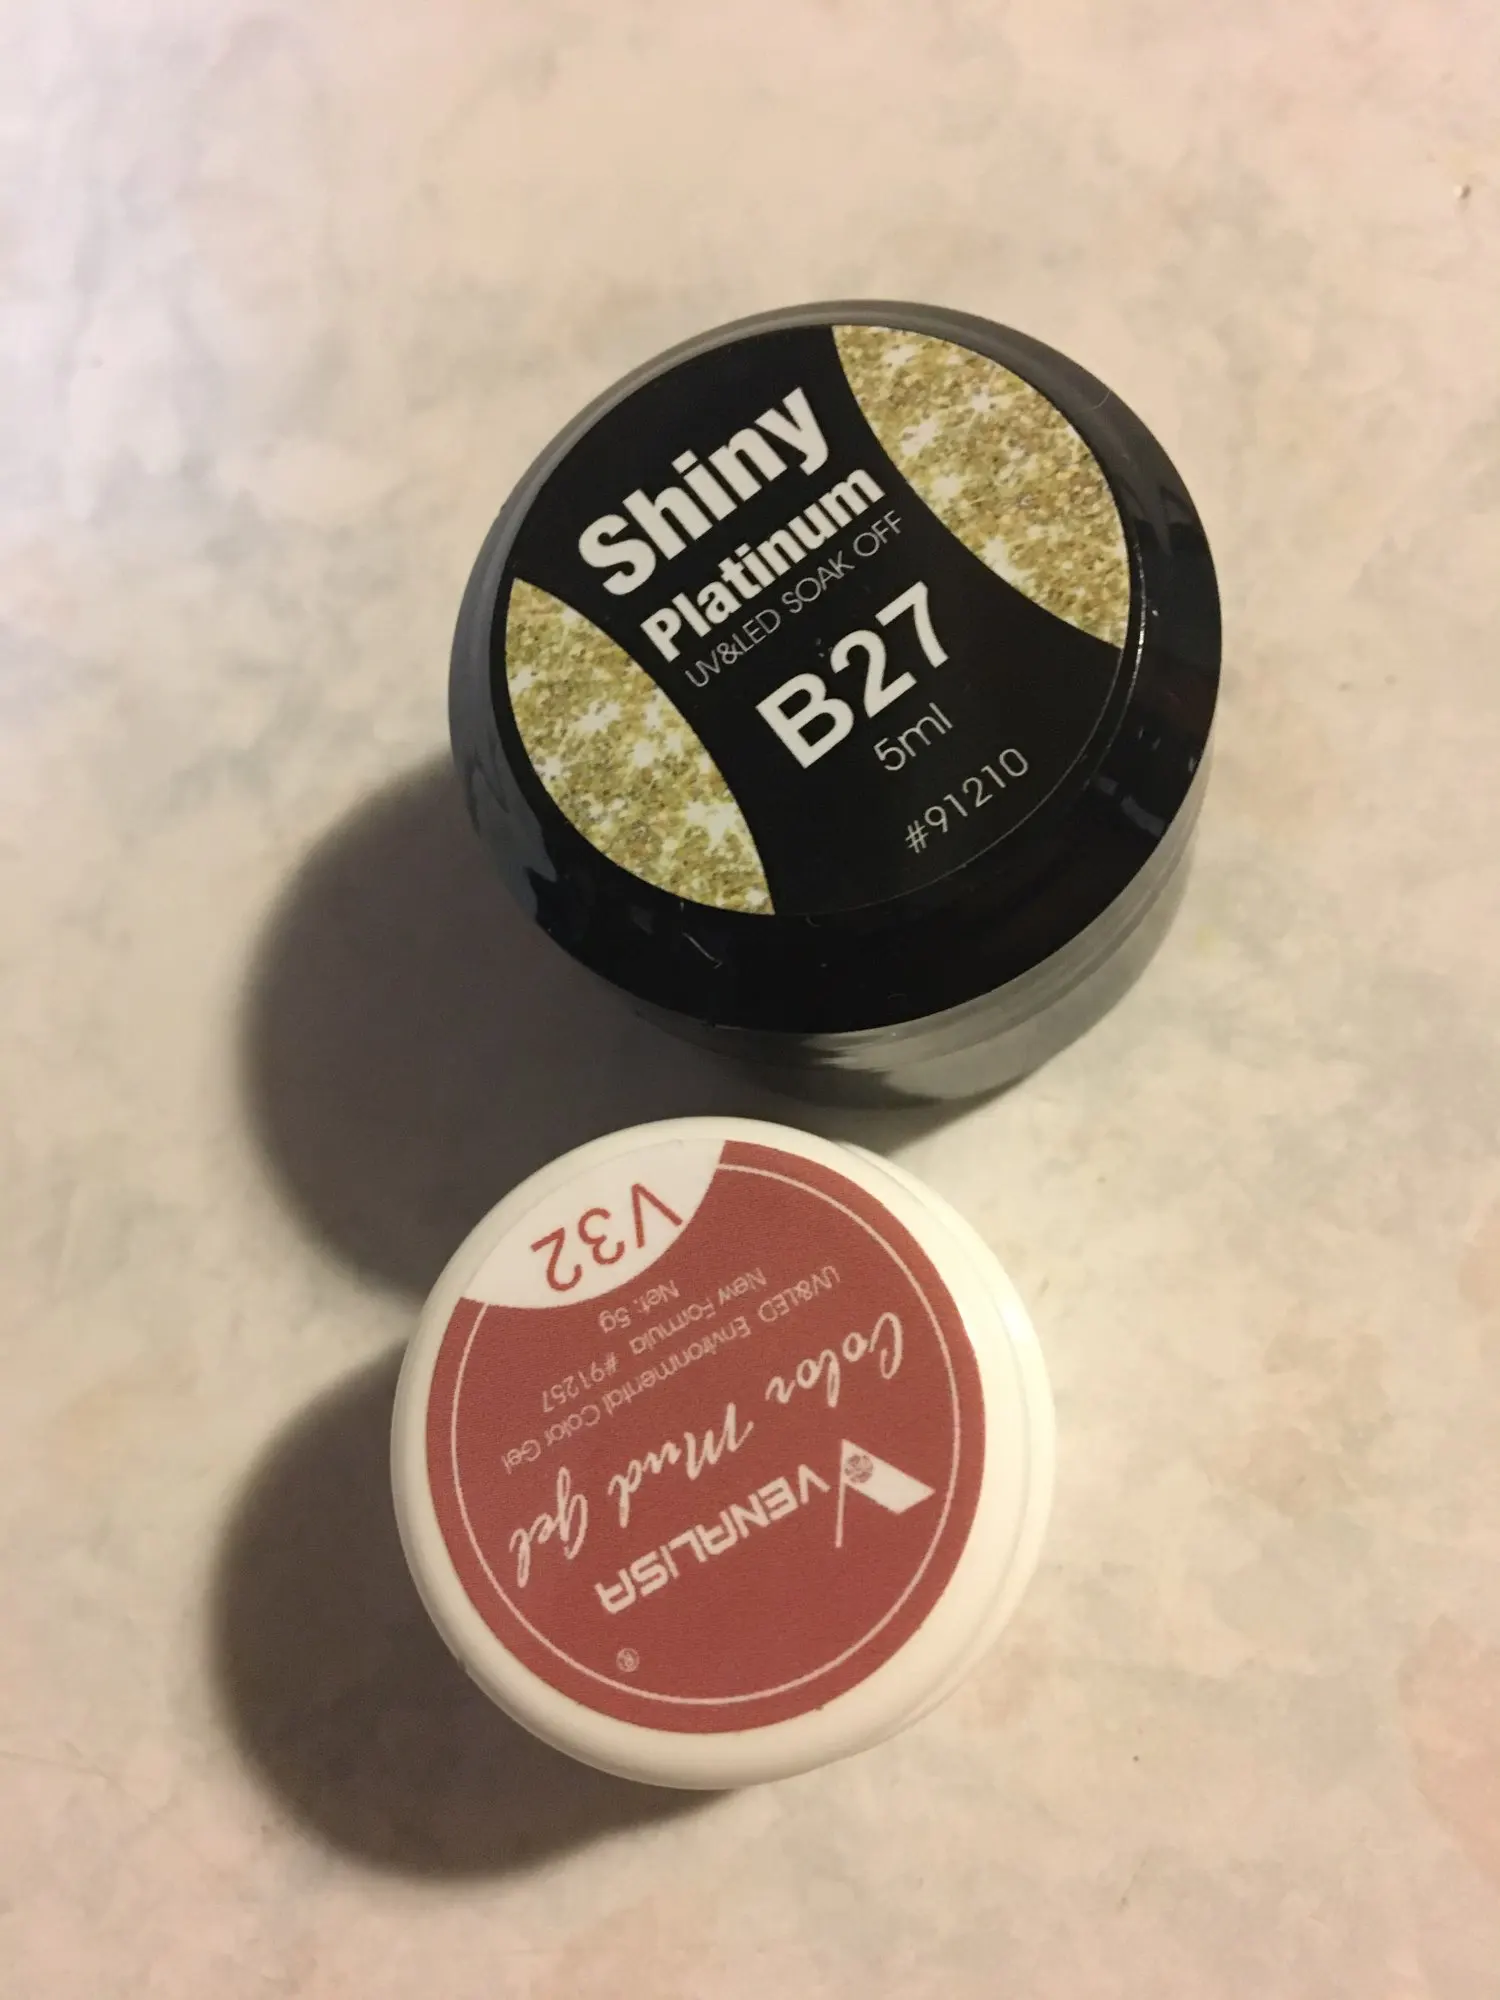 Shiny
Platinum
UV&LED SOAK OFF
B27
5ml
#91210
®
VENALISA
Color Mud Gel
UV&LED Environmental Color Gel
New Formula #91257
Net: 5g
V32